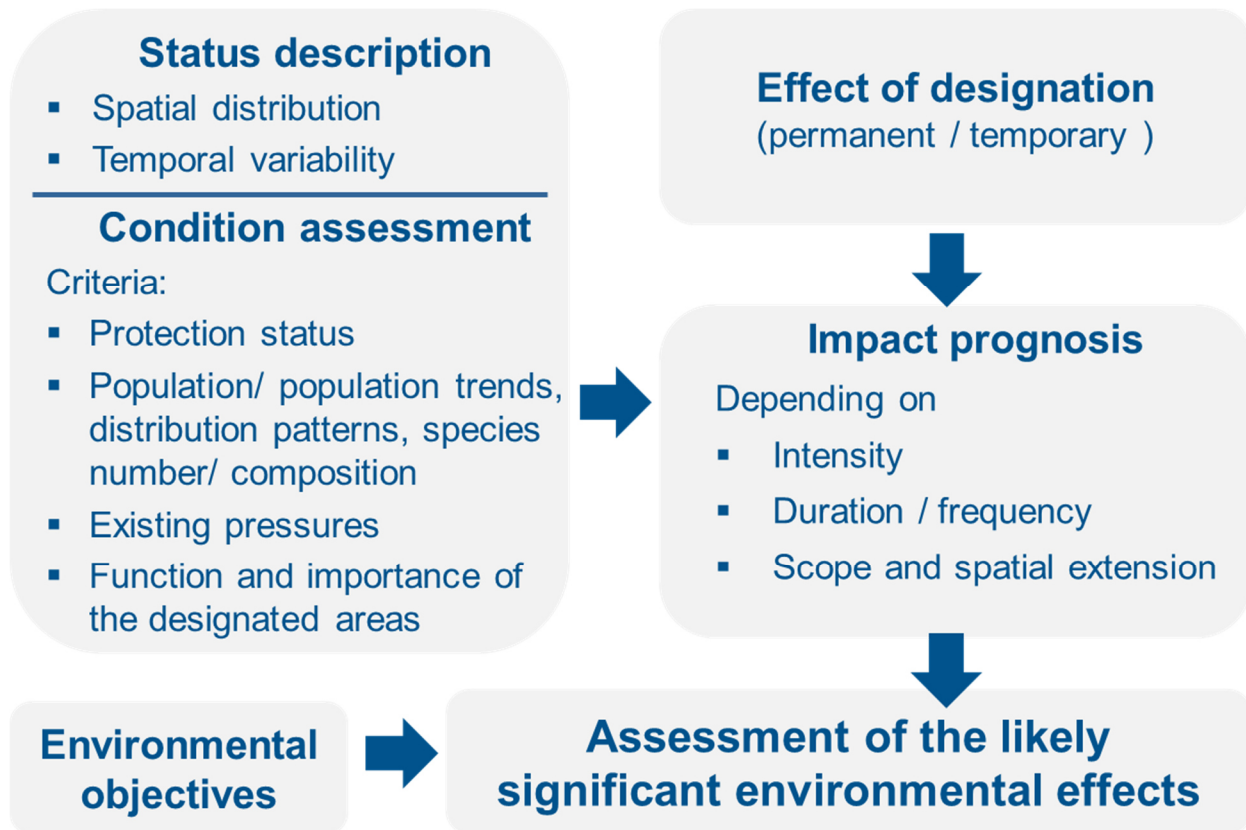 Status description
▪ Spatial distribution
▪ Temporal variability
Condition assessment
Criteria:
▪ Protection status
▪ Population/ population trends,
distribution patterns, species
number/ composition
▪ Existing pressures
▪ Function and importance of
the designated areas
Effect of designation
(permanent / temporary )
Impact prognosis
Depending on
▪ Intensity
▪ Duration / frequency
▪ Scope and spatial extension
Environmental
objectives
Assessment of the likely
significant environmental effects